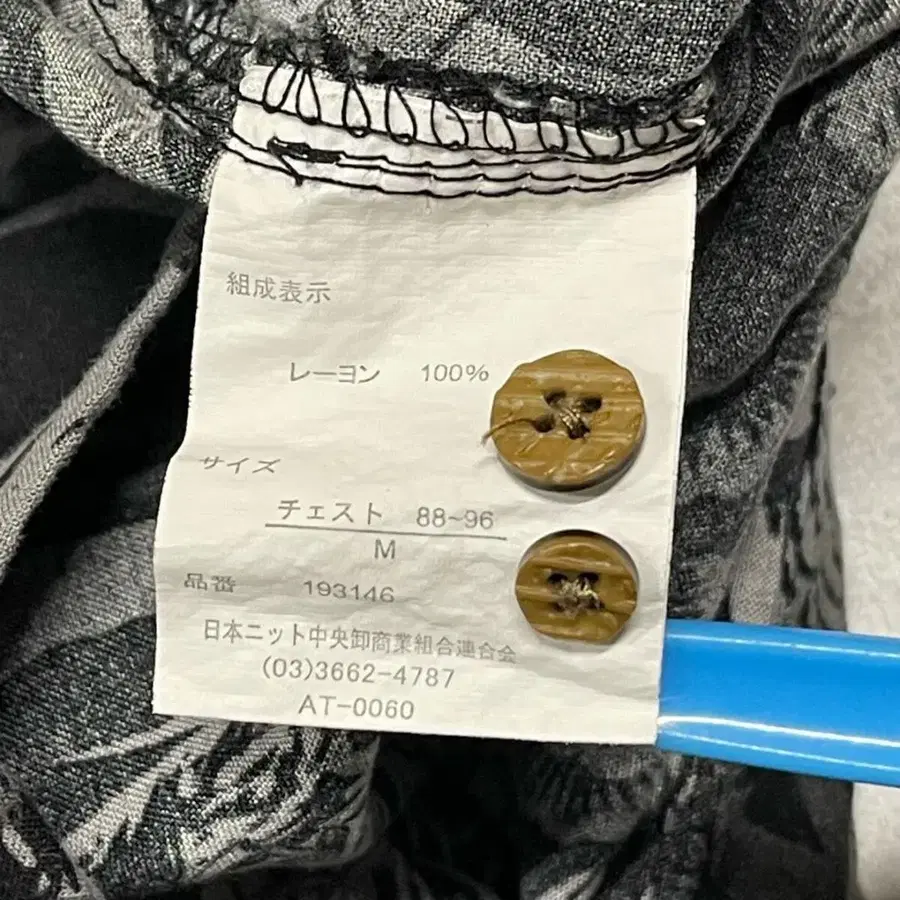 組成表示
レーヨン 100%
サイズ
チェスト 88~96
M
品番 193146
日本ニット中央卸商業組合連合会
(03)3662-4787
AT-0060